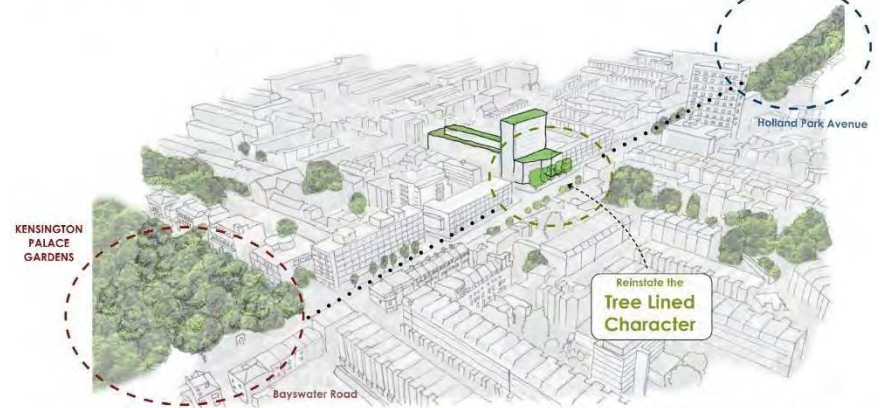 Holland Park Avenue
KENSINGTON
PALACE
GARDENS
Reinstate the
Tree Lined
Character
Bayswater Road